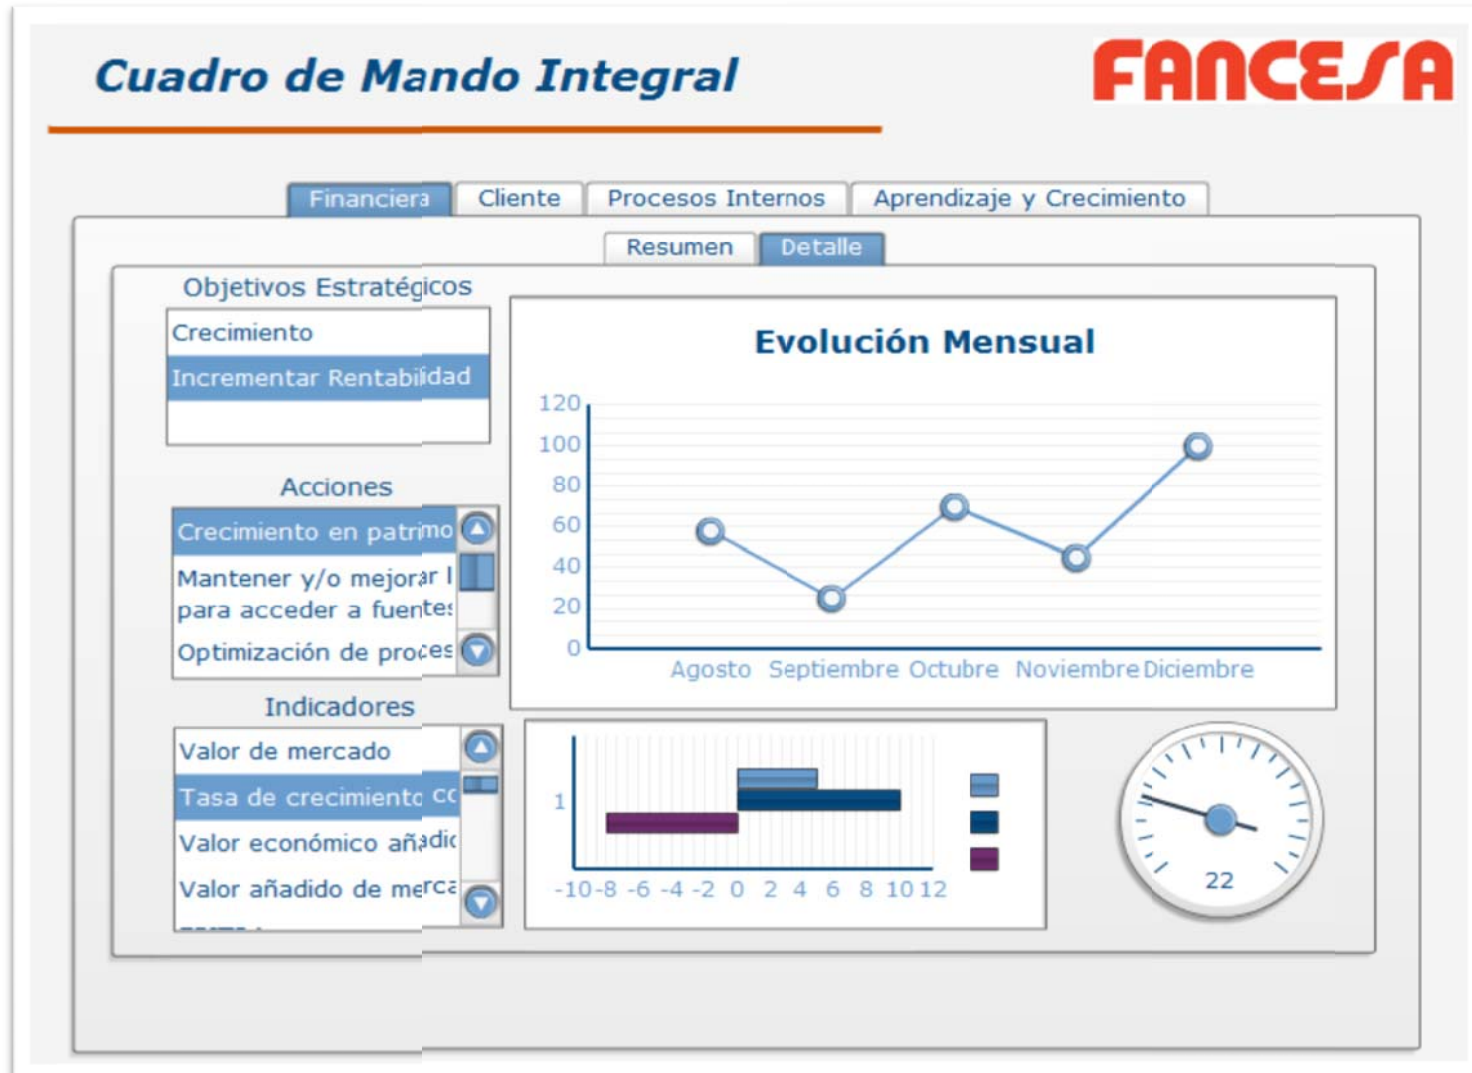 Cuadro de Mando Integral
FANCESA
Financiera
Cliente
Procesos Internos
Aprendizaje y Crecimiento
Resumen
Detalle
Objetivos Estratégicos
Crecimiento
Incrementar Rentabilidad
Acciones
Crecimiento en patrimo
Mantener y/o mejorar l
para acceder a fuentes
Optimización de proces
Indicadores
Valor de mercado
Tasa de crecimiento co
Valor económico añadic
Valor añadido de merca
Evolución Mensual
120
100
80
60
40
20
0
Agosto Septiembre Octubre Noviembre Diciembre
1
-10 -8 -6 -4 -2 0 2 4 6 8 10 12
22